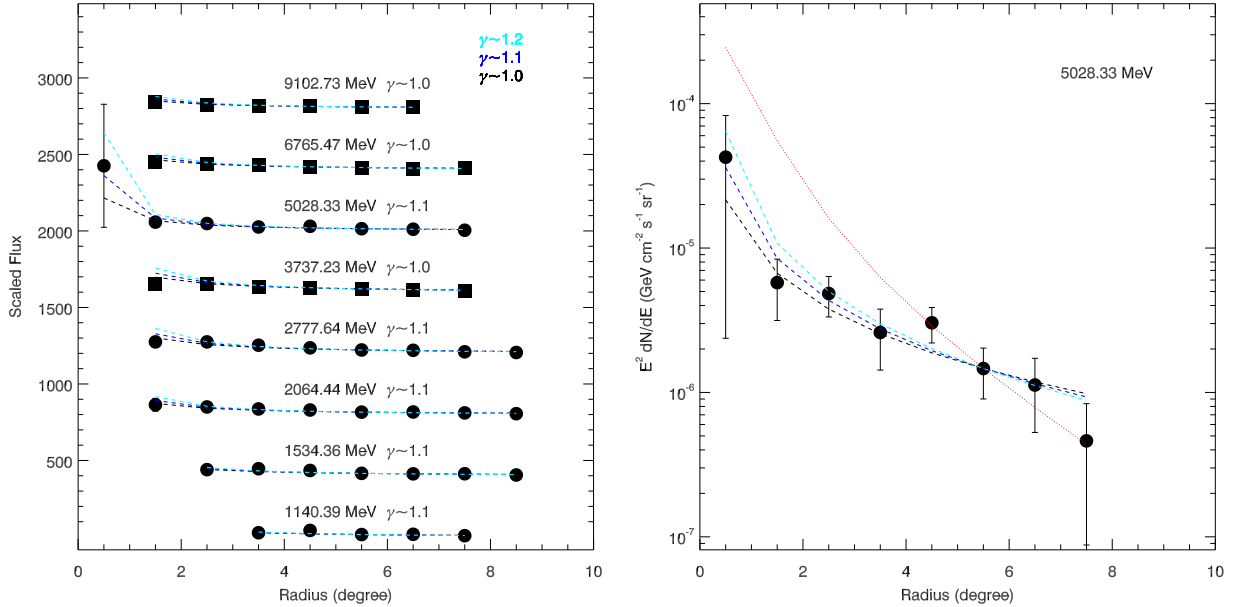 γ~1.2
γ~1.1
γ~1.0
3000
2500
2000
1500
1000
500
Scaled Flux
9102.73 MeV γ~1.0
6765.47 MeV γ~1.0
5028.33 MeV γ~1.1
3737.23 MeV γ~1.0
2777.64 MeV γ~1.1
2064.44 MeV γ~1.1
1534.36 MeV γ~1.1
1140.39 MeV γ~1.1
0 2 4 6 8 10
Radius (degree)
5028.33 MeV
10⁻⁴
10⁻⁵
10⁻⁶
10⁻⁷
E² dN/dE (GeV cm⁻² s⁻¹ sr⁻¹)
0 2 4 6 8 10
Radius (degree)